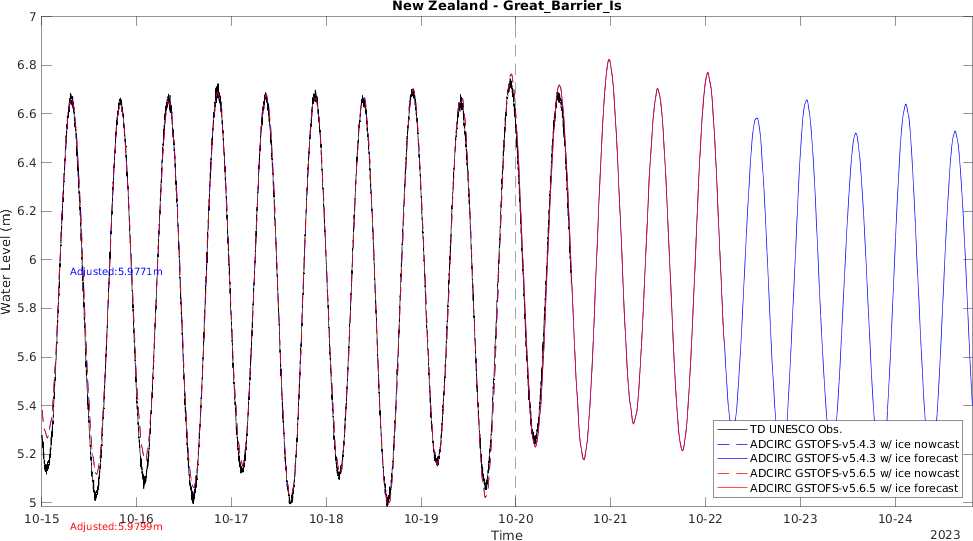 New Zealand - Great_Barrier_Is
7
6.8
6.6
6.4
6.2
6
5.8
5.6
5.4
5.2
5
Water Level (m)
Adjusted:5.9771m
Adjusted:5.9799m
TD UNESCO Obs.
ADCIRC GSTOFS-v5.4.3 w/ ice nowcast
ADCIRC GSTOFS-v5.4.3 w/ ice forecast
ADCIRC GSTOFS-v5.6.5 w/ ice nowcast
ADCIRC GSTOFS-v5.6.5 w/ ice forecast
10-15 10-16 10-17 10-18 10-19 10-20 10-21 10-22 10-23 10-24
Time
2023